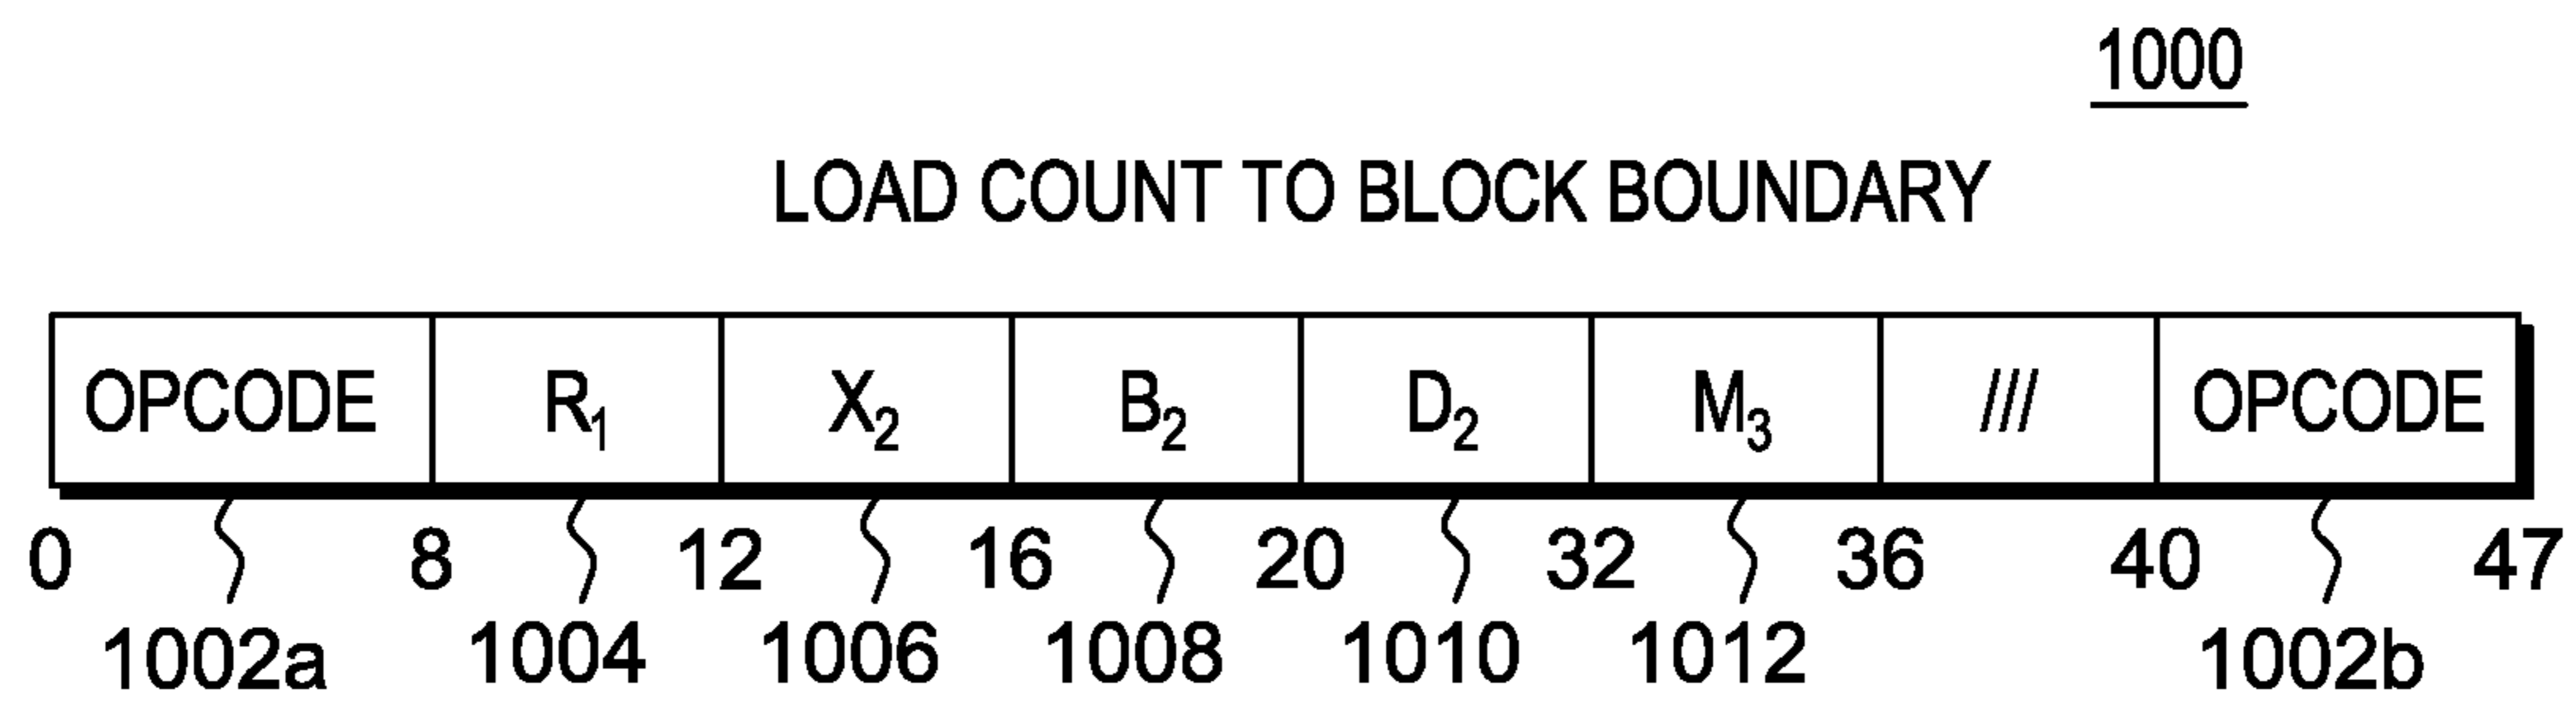 1000
LOAD COUNT TO BLOCK BOUNDARY
OPCODE R₁ X₂ B₂ D₂ M₃ /// OPCODE
0 8 12 16 20 32 36 40 47
1002a 1004 1006 1008 1010 1012 1002b